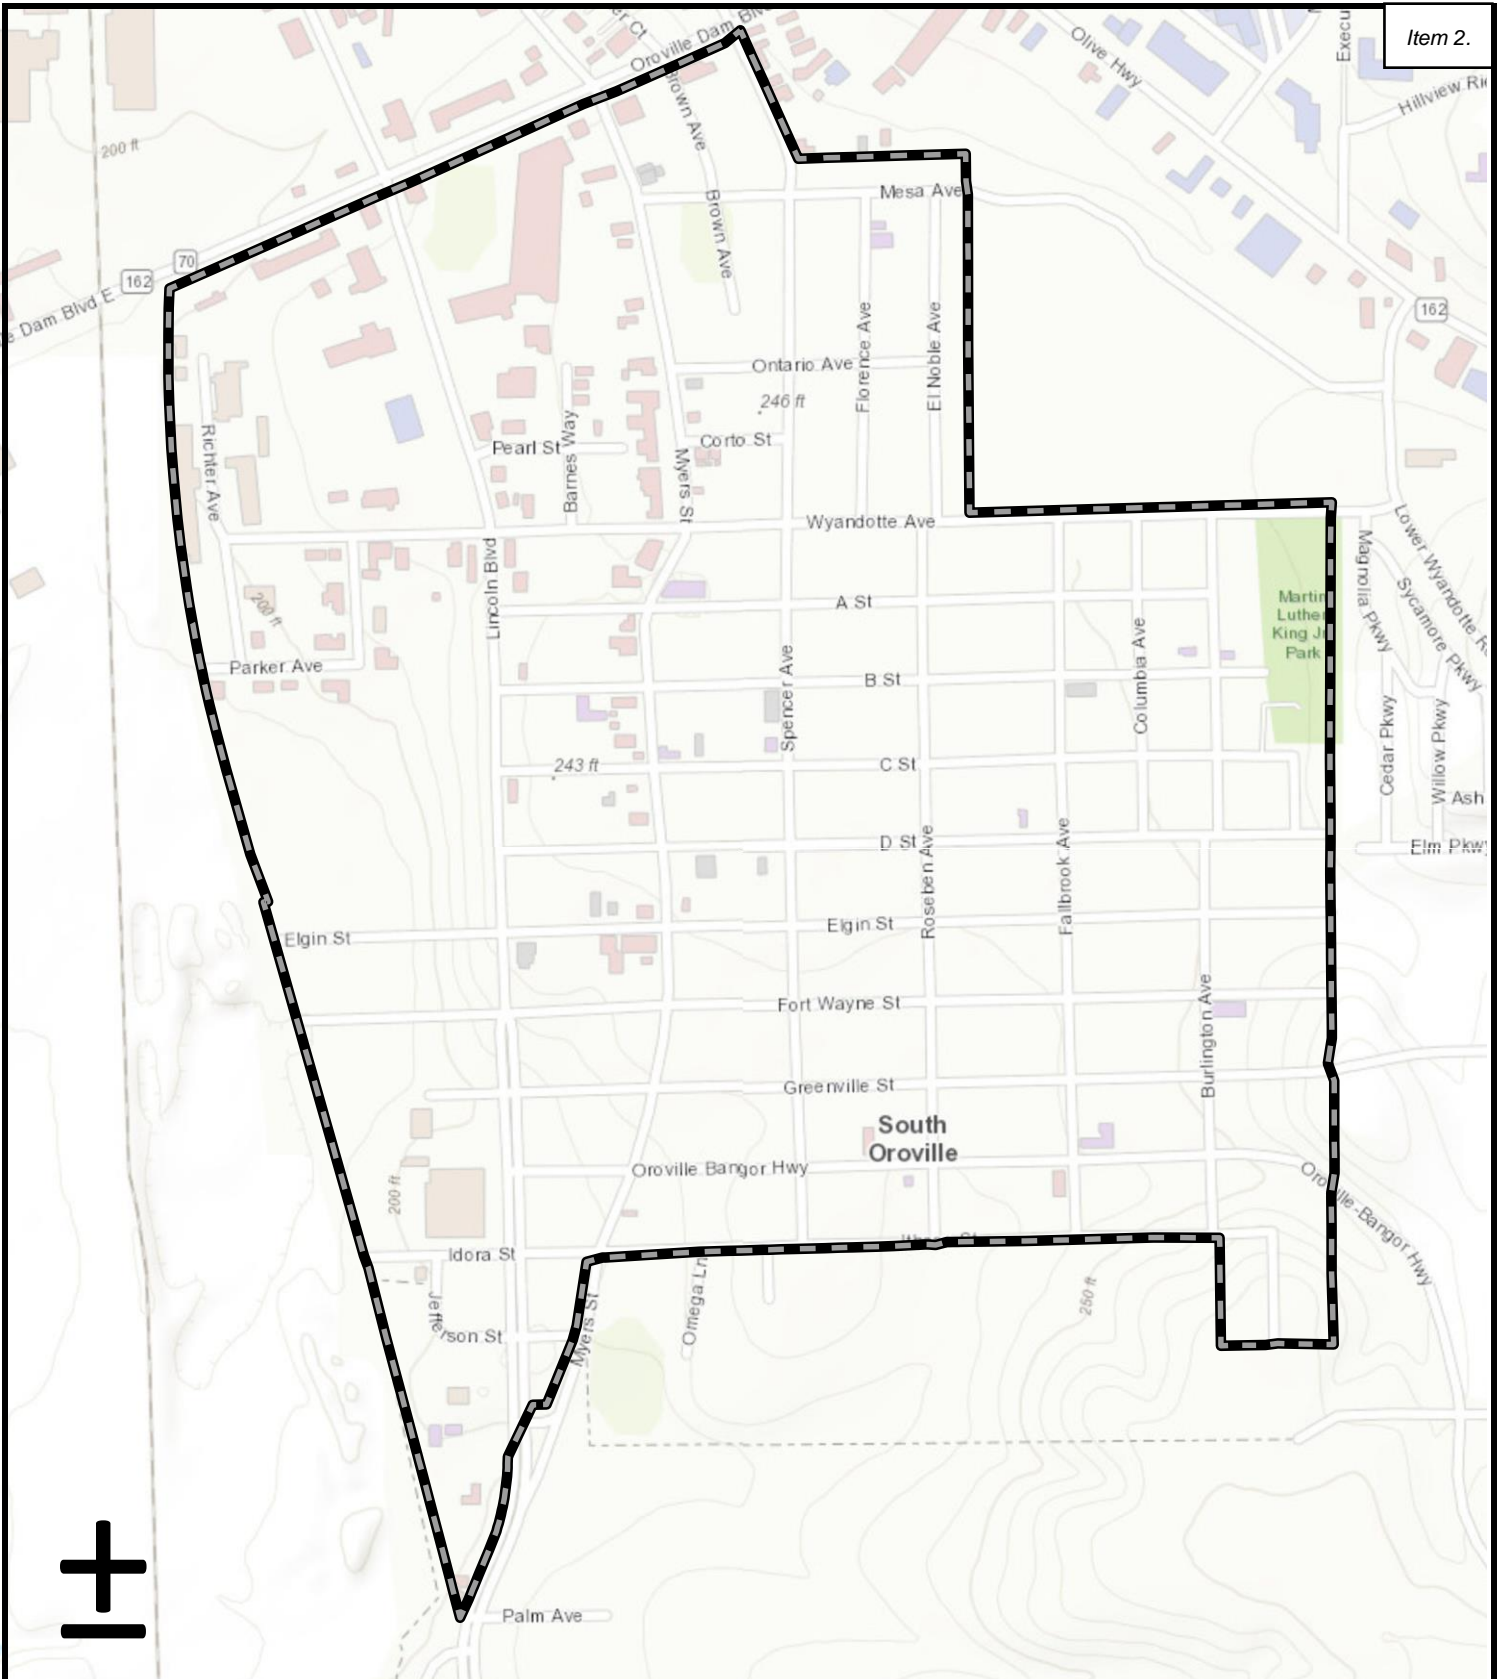 Item 2.
er Ct
Oroville Dam Blv
Olive Hwy
Execu
Hillview Ri
200 ft
Brown Ave
Mesa Ave
Brown Ave
70
162
e Dam Blvd E
162
Florence Ave
El Noble Ave
Ontario Ave
246 ft
Richter Ave
Pearl St
Barnes Way
Corto St
Myers St
Wyandotte Ave
Lincoln Blvd
Magnolia Pkwy
Lower Wyandotte R
Sycamore Pkwy
200 ft
A St
Martin
Luther
King Jr
Park
Parker Ave
Spencer Ave
B St
Columbia Ave
Cedar Pkwy
Willow Pkwy
243 ft
C St
Ash
D St
Roseben Ave
Fallbrook Ave
Elm Pkwy
Elgin St
Elgin St
Fort Wayne St
Burlington Ave
Greenville St
South
Oroville
Oroville Bangor Hwy
Oroville-Bangor Hwy
200 ft
Idora St
Jefferson St
Myers St
Omega Ln
250 ft
Palm Ave
±